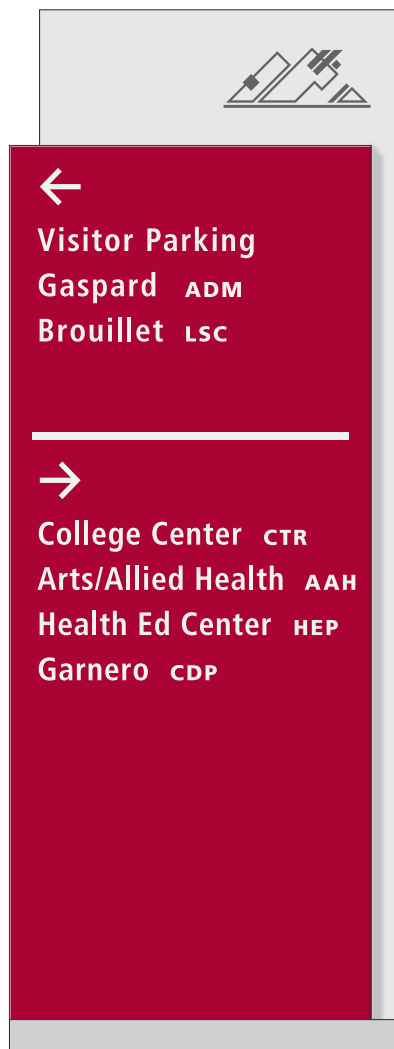 ←
Visitor Parking
Gaspard ADM
Brouillet LSC
→
College Center CTR
Arts/Allied Health AAH
Health Ed Center HEP
Garnero CDP